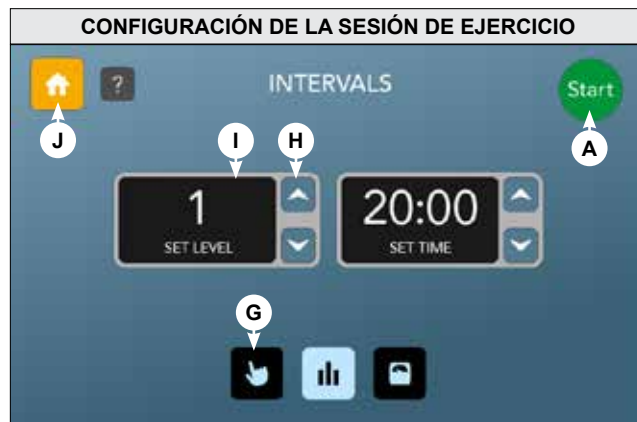 CONFIGURACIÓN DE LA SESIÓN DE EJERCICIO
?
INTERVALS
Start
J
I
H
A
1
20:00
SET LEVEL
SET TIME
G